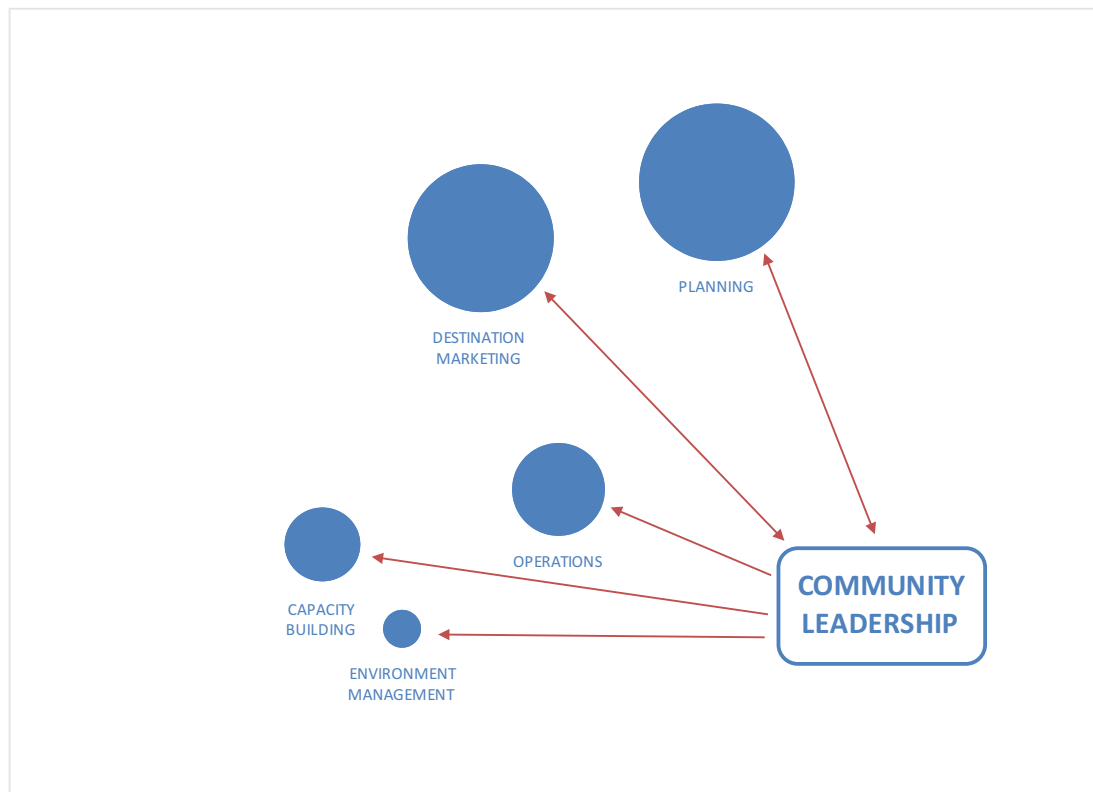 PLANNING
DESTINATION
MARKETING
OPERATIONS
COMMUNITY
LEADERSHIP
CAPACITY
BUILDING
ENVIRONMENT
MANAGEMENT